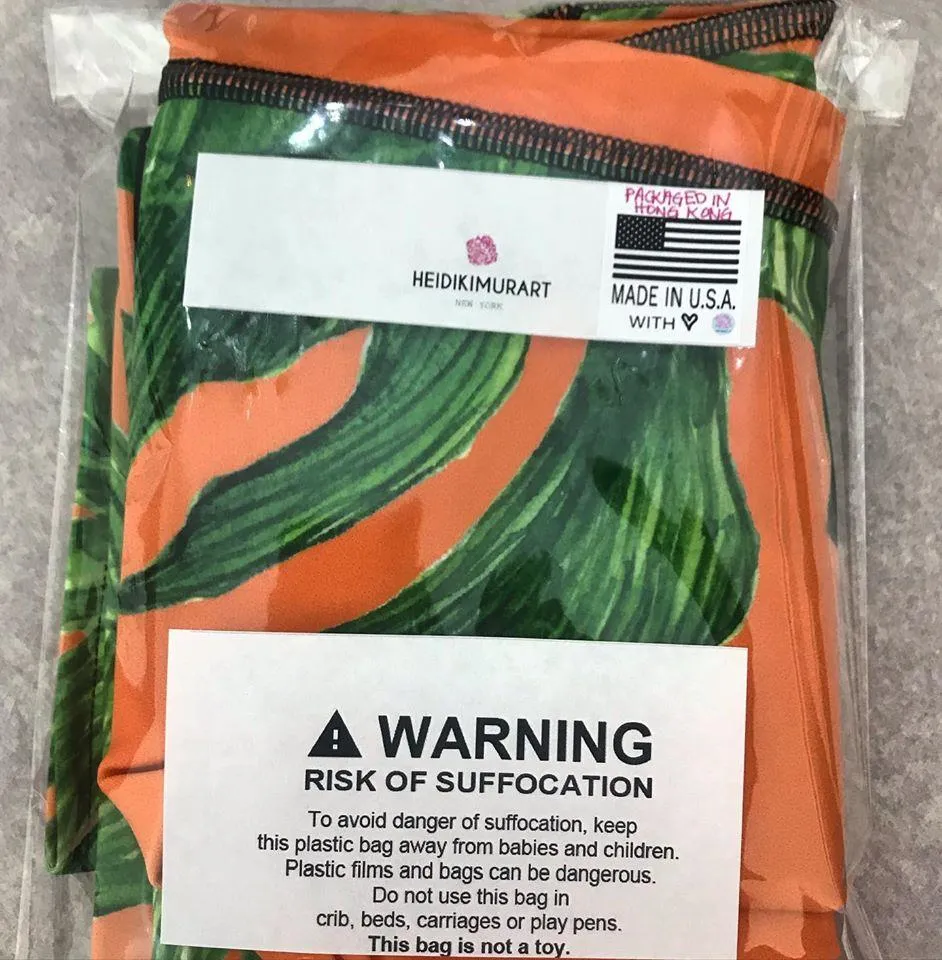 PACKAGED IN
HONG KONG
HEIDIKIMURART
NEW YORK
MADE IN U.S.A.
WITH
WARNING
RISK OF SUFFOCATION
To avoid danger of suffocation, keep
this plastic bag away from babies and children.
Plastic films and bags can be dangerous.
Do not use this bag in
crib, beds, carriages or play pens.
This bag is not a toy.